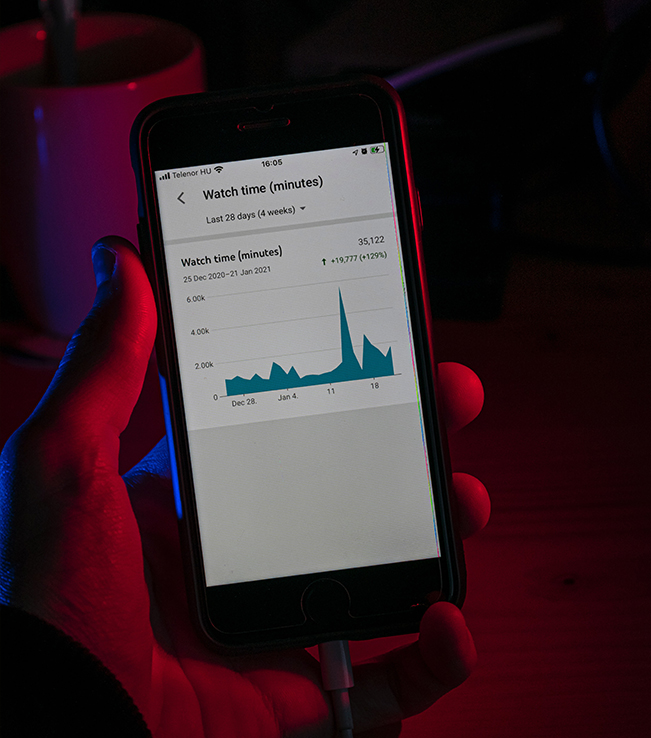 Telenor HU 16:05
Watch time (minutes)
Last 28 days (4 weeks)
Watch time (minutes) 35,122
25 Dec 2020–21 Jan 2021 +19,777 (+129%)
6.00k
4.00k
2.00k
0
Dec 28. Jan 4. 11 18